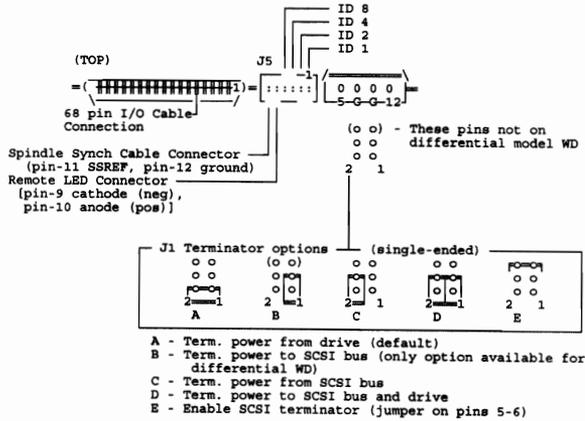 ID 8
ID 4
ID 2
ID 1
(TOP)
J5
1
1
5-G-G-12
68 pin I/O Cable
Connection
(o o) - These pins not on
differential model WD
2 1
Spindle Synch Cable Connector
(pin-11 SSREF, pin-12 ground)
Remote LED Connector
[pin-9 cathode (neg),
pin-10 anode (pos)]
J1 Terminator options (single-ended)
2 1 2 1 2 1 2 1 2 1
A B C D E
A - Term. power from drive (default)
B - Term. power to SCSI bus (only option available for
differential WD)
C - Term. power from SCSI bus
D - Term. power to SCSI bus and drive
E - Enable SCSI terminator (jumper on pins 5-6)